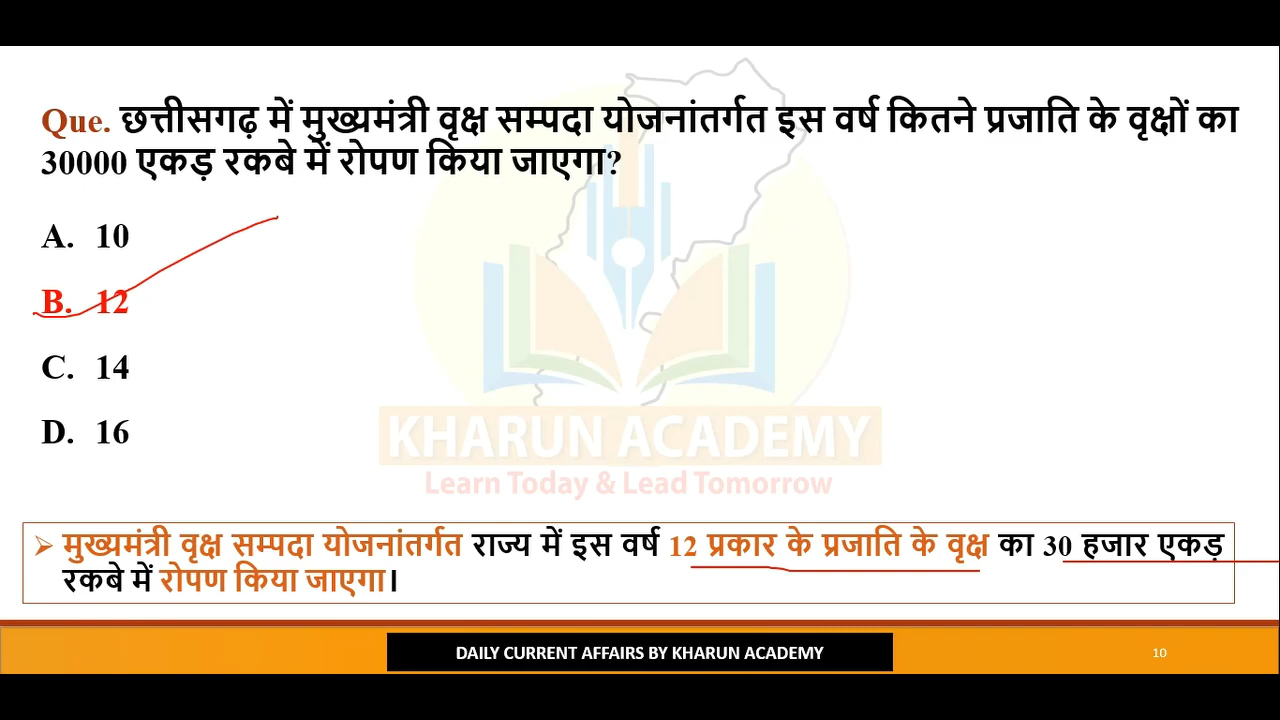 Que. छत्तीसगढ़ में मुख्यमंत्री वृक्ष सम्पदा योजनांतर्गत इस वर्ष कितने प्रजाति के वृक्षों का
30000 एकड़ रकबे में रोपण किया जाएगा?
A. 10
B. 12
C. 14
D. 16
KHARUN ACADEMY
Learn Today & Lead Tomorrow
➢ मुख्यमंत्री वृक्ष सम्पदा योजनांतर्गत राज्य में इस वर्ष 12 प्रकार के प्रजाति के वृक्ष का 30 हजार एकड़
रकबे में रोपण किया जाएगा।
DAILY CURRENT AFFAIRS BY KHARUN ACADEMY
10